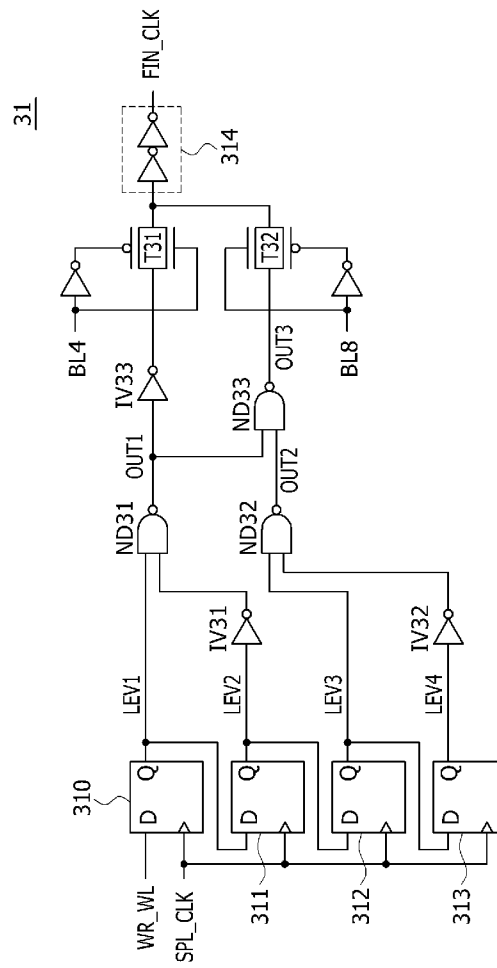 31
FIN_CLK
314
T31
T32
BL4
BL8
IV33
OUT3
ND33
OUT1
OUT2
ND31
ND32
IV31
IV32
LEV1
LEV2
LEV3
LEV4
310
D Q
D Q
D Q
D Q
311
312
313
WR_WL
SPL_CLK